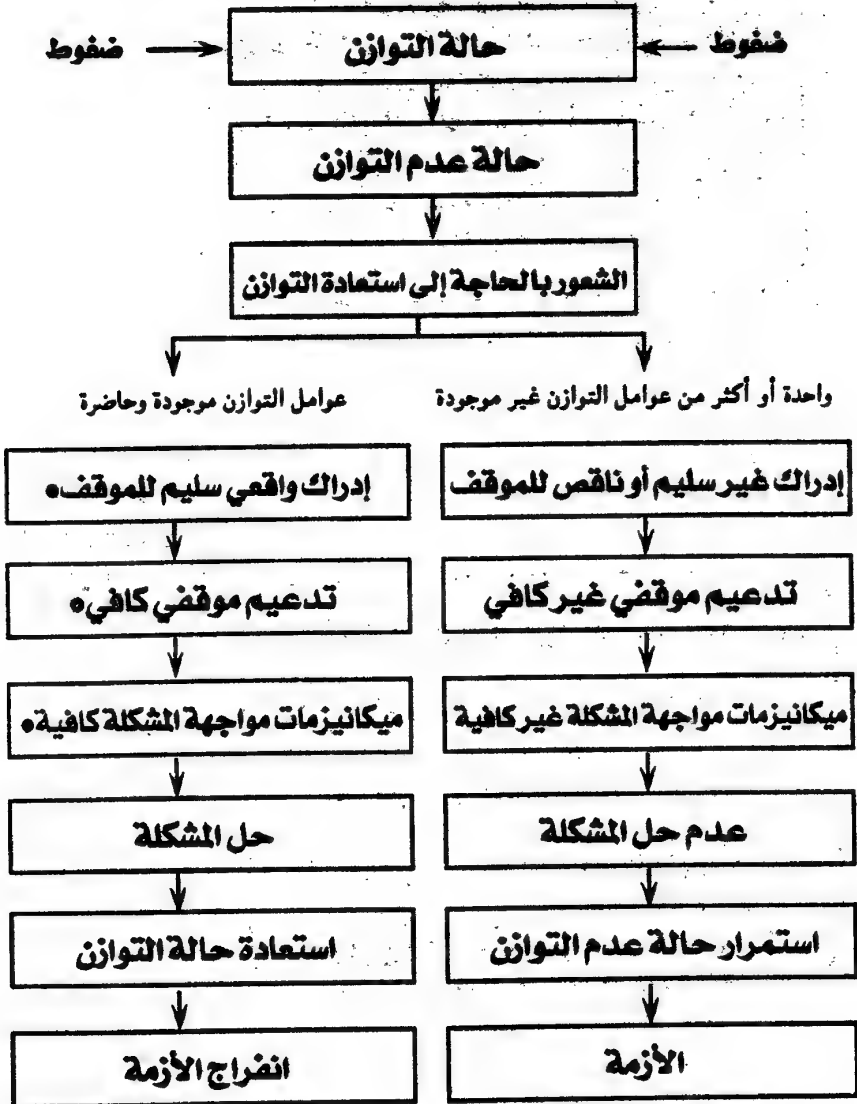 ضغوط
حالة التوازن
ضغوط
حالة عدم التوازن
الشعور بالحاجة إلى استعادة التوازن
واحدة أو أكثر من عوامل التوازن غير موجودة
إدراك غير سليم أو ناقص للموقف
تدعيم موقفي غير كافي
ميكانيزمات مواجهة المشكلة غير كافية
عدم حل المشكلة
استمرار حالة عدم التوازن
الأزمة
عوامل التوازن موجودة وحاضرة
إدراك واقعي سليم للموقف•
تدعيم موقفي كافي•
ميكانيزمات مواجهة المشكلة كافية•
حل المشكلة
استعادة حالة التوازن
انفراج الأزمة